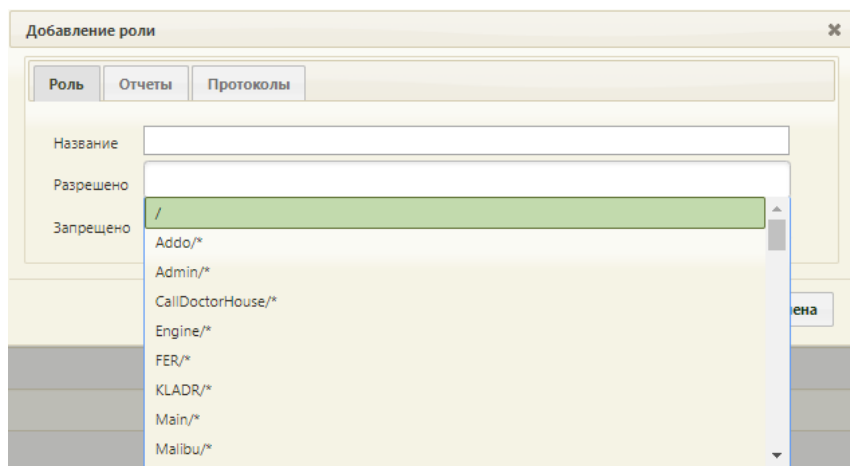 Добавление роли
Роль Отчеты Протоколы
Название
Разрешено
/
Запрещено
Addo/*
Admin/*
CallDoctorHouse/*
Engine/*
FER/*
KLADR/*
Main/*
Malibu/*